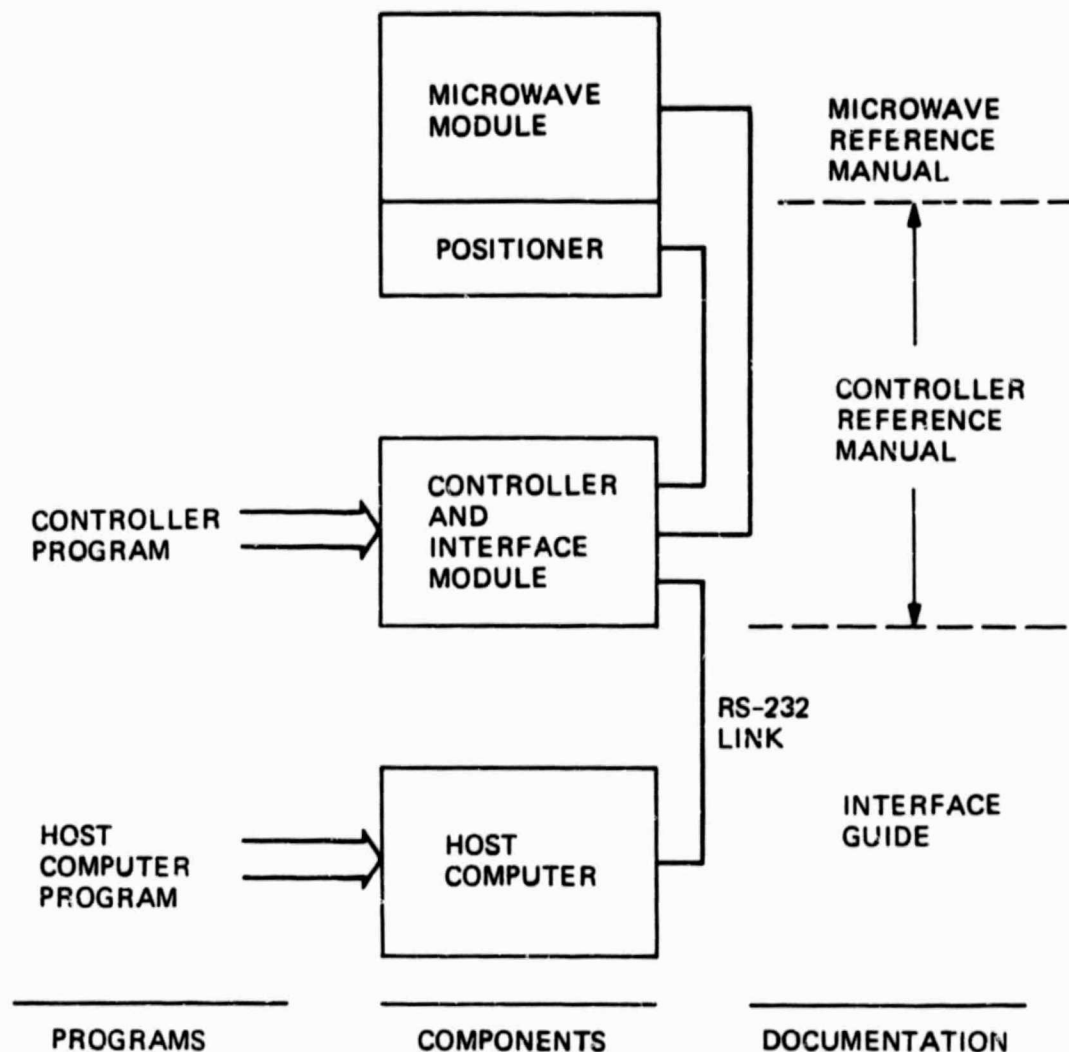 MICROWAVE
MODULE
MICROWAVE
REFERENCE
MANUAL
POSITIONER
CONTROLLER
REFERENCE
MANUAL
CONTROLLER
PROGRAM
CONTROLLER
AND
INTERFACE
MODULE
RS-232
LINK
HOST
COMPUTER
PROGRAM
HOST
COMPUTER
INTERFACE
GUIDE
PROGRAMS
COMPONENTS
DOCUMENTATION